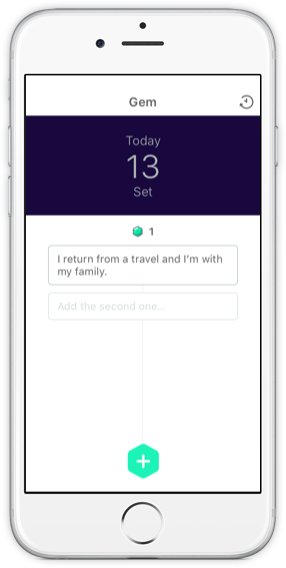 Gem
Today
13
Set
1
I return from a travel and I'm with
my family.
Add the second one...